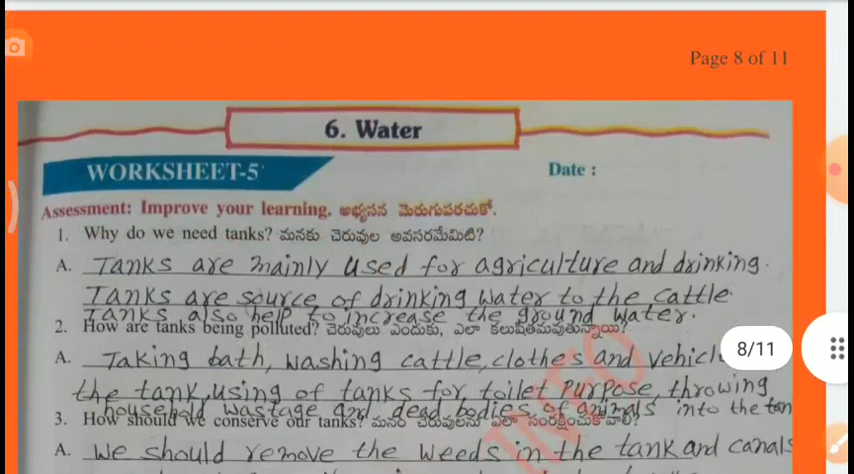 Page 8 of 11
6. Water
WORKSHEET-5
Date :
Assessment: Improve your learning. అభ్యసన మెరుగుపరచుకో.
1. Why do we need tanks? మనకు చెరువుల అవసరమేమిటి?
A. Tanks are mainly used for agriculture and drinking.
Tanks are source of drinking water to the cattle.
Tanks also help to increase the ground water.
2. How are tanks being polluted? చెరువులు ఎందుకు, ఎలా కలుషితమవుతున్నాయి?
8/11
A. Taking bath, washing cattle, clothes and vehicl
the tank, using of tanks for toilet purpose, throwing
household wastage and dead bodies of animals into the tan
3. How should we conserve our tanks? మనం చెరువులను ఎలా సంరక్షించుకోవాలి?
A. We should remove the weeds in the tank and canals
INFO